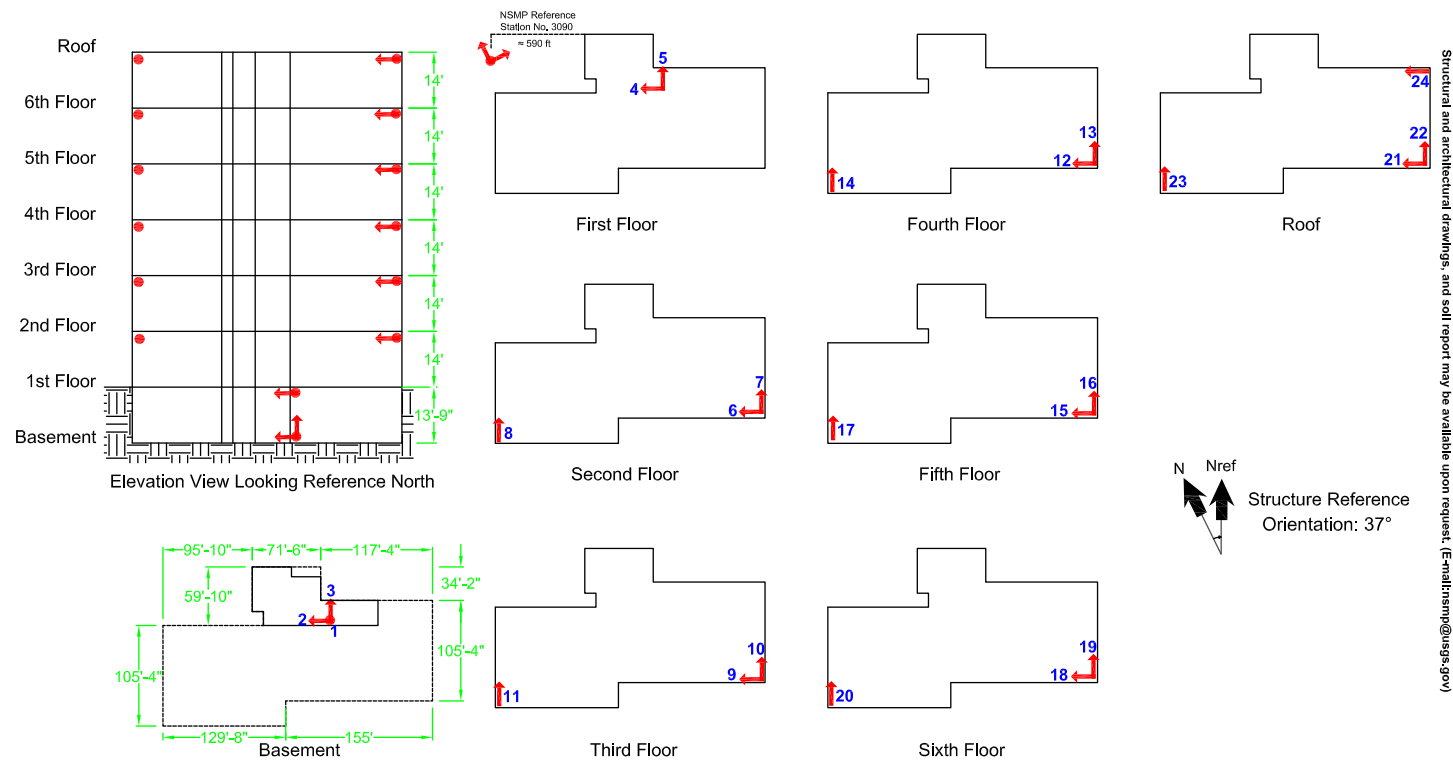 Roof
6th Floor
5th Floor
4th Floor
3rd Floor
2nd Floor
1st Floor
Basement
14'
14'
14'
14'
14'
14'
13'-9"
Elevation View Looking Reference North
NSMP Reference
Station No. 3090
≈ 590 ft
5
4
First Floor
13
12
14
Fourth Floor
24
22
21
23
Roof
7
6
8
Second Floor
16
15
17
Fifth Floor
N
Nref
Structure Reference
Orientation: 37°
95'-10"
71'-6"
117'-4"
34'-2"
59'-10"
3
2
1
105'-4"
105'-4"
129'-8"
155'
Basement
10
9
11
Third Floor
19
18
20
Sixth Floor
Structural and architectural drawings, and soil report may be available upon request. (E-mail:nsmp@usgs.gov)